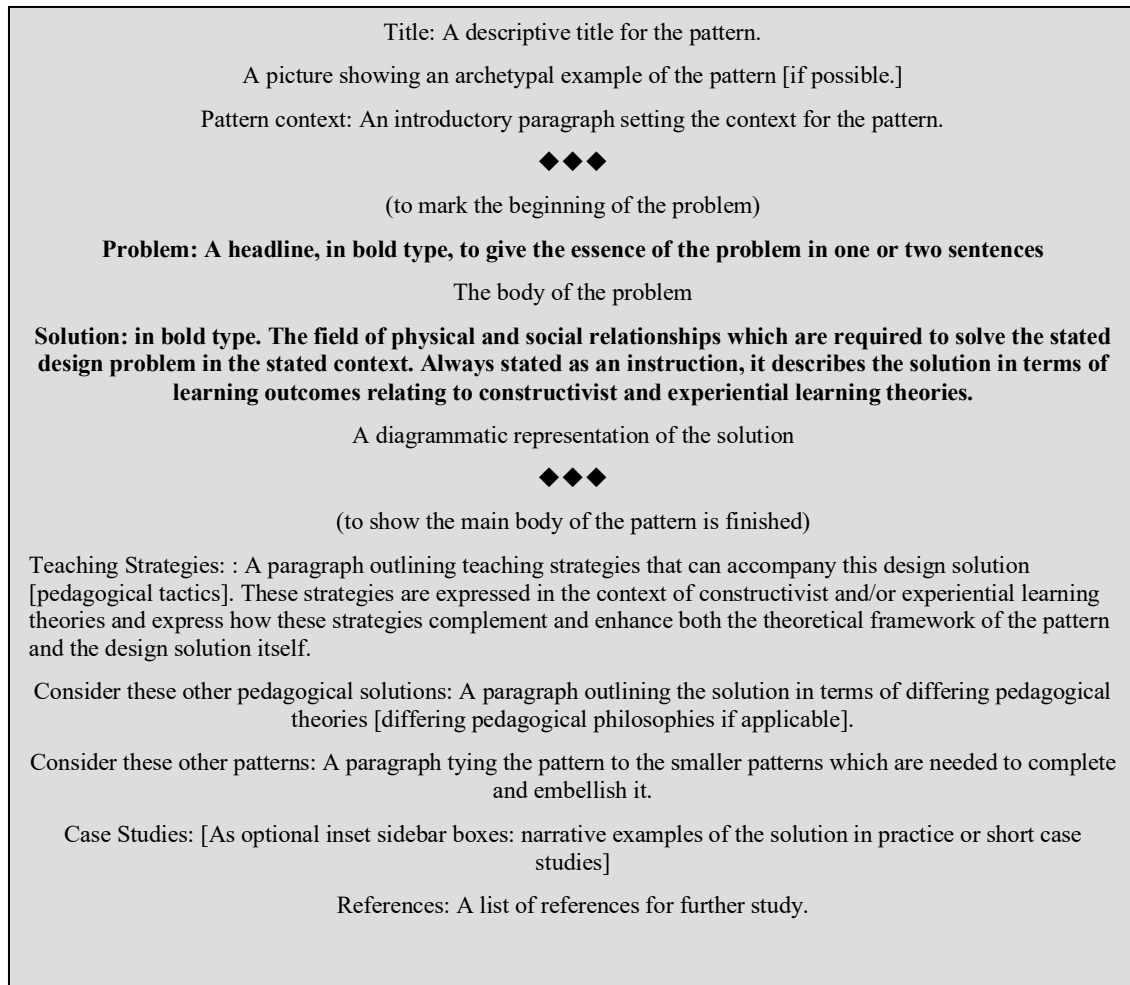 Title: A descriptive title for the pattern.
A picture showing an archetypal example of the pattern [if possible.]
Pattern context: An introductory paragraph setting the context for the pattern.
◆◆◆
(to mark the beginning of the problem)
Problem: A headline, in bold type, to give the essence of the problem in one or two sentences
The body of the problem
Solution: in bold type. The field of physical and social relationships which are required to solve the stated
design problem in the stated context. Always stated as an instruction, it describes the solution in terms of
learning outcomes relating to constructivist and experiential learning theories.
A diagrammatic representation of the solution
◆◆◆
(to show the main body of the pattern is finished)
Teaching Strategies: : A paragraph outlining teaching strategies that can accompany this design solution
[pedagogical tactics]. These strategies are expressed in the context of constructivist and/or experiential learning
theories and express how these strategies complement and enhance both the theoretical framework of the pattern
and the design solution itself.
Consider these other pedagogical solutions: A paragraph outlining the solution in terms of differing pedagogical
theories [differing pedagogical philosophies if applicable].
Consider these other patterns: A paragraph tying the pattern to the smaller patterns which are needed to complete
and embellish it.
Case Studies: [As optional inset sidebar boxes: narrative examples of the solution in practice or short case
studies]
References: A list of references for further study.